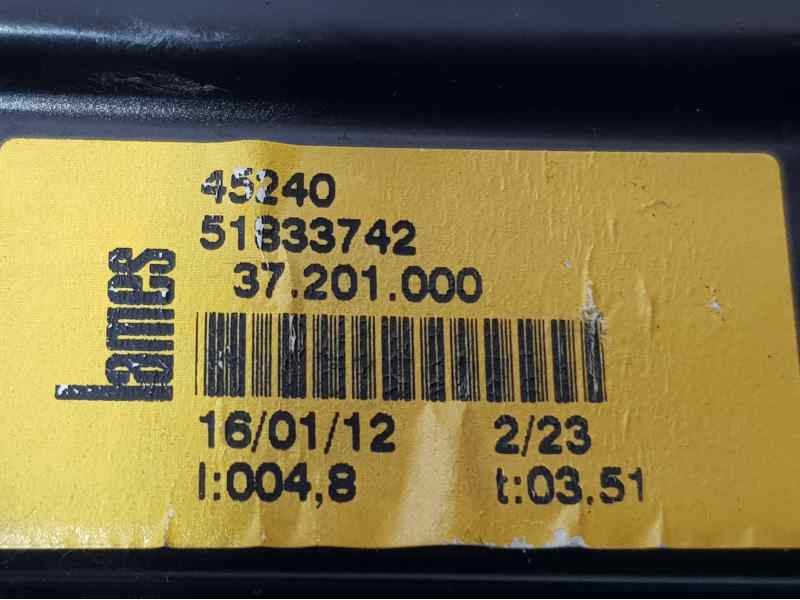 45240
51833742
37.201.000
lames
16/01/12 2/23
l:004,8 t:03.51